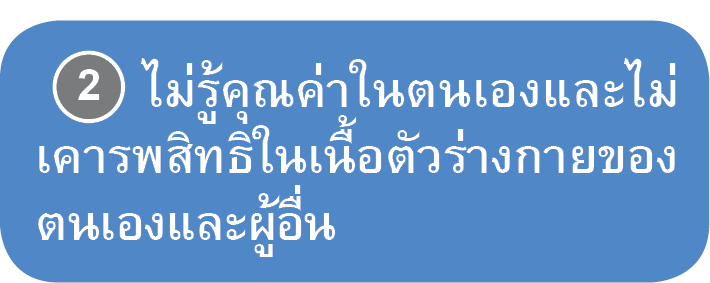 2 ไม่รู้คุณค่าในตนเองและไม่
เคารพสิทธิในเนื้อตัวร่างกายของ
ตนเองและผู้อื่น